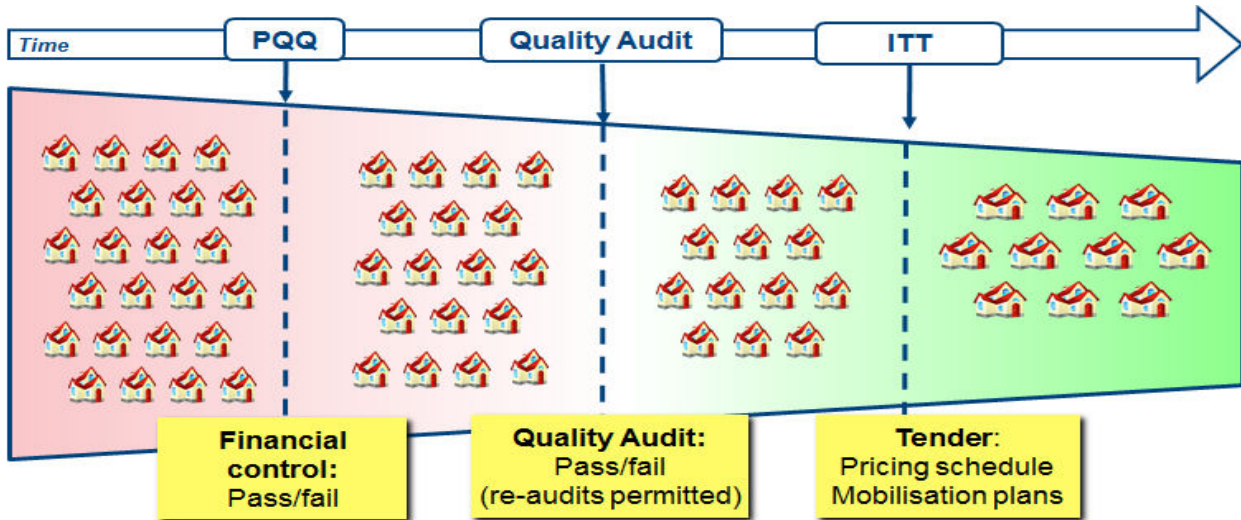 Time
PQQ
Quality Audit
ITT
Financial
control:
Pass/fail
Quality Audit:
Pass/fail
(re-audits permitted)
Tender:
Pricing schedule
Mobilisation plans